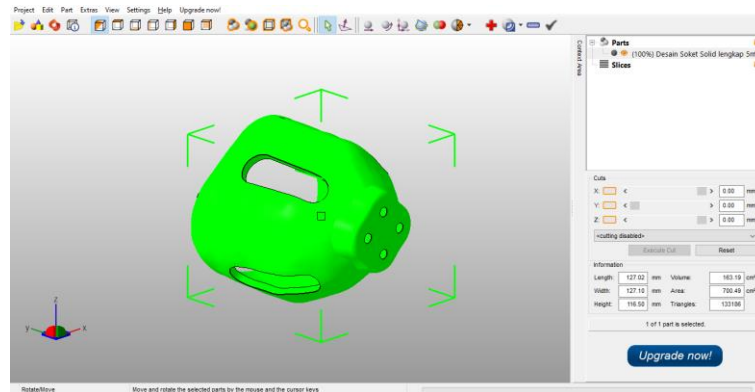 Project Edit Part Extras View Settings Help Upgrade now!
Context Area
Parts
(100%) Desain Soket Solid lengkap 5m
Slices
Cuts
X: < > 0.00 mm
Y: < > 0.00 mm
Z: < > 0.00 mm
<cutting disabled>
Execute Cut Reset
Information
Length: 127.02 mm Volume: 163.19 cm³
Width: 127.10 mm Area: 700.49 cm²
Height: 116.50 mm Triangles: 133186
1 of 1 part is selected.
Upgrade now!
z
y x
Rotate/Move Move and rotate the selected parts by the mouse and the cursor keys